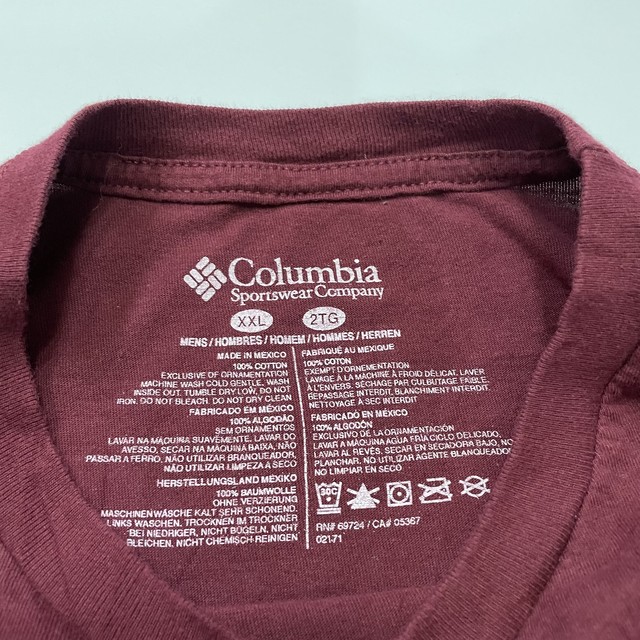 Columbia
Sportswear Company
XXL 2TG
MENS / HOMBRES / HOMEM / HOMMES / HERREN
MADE IN MEXICO
100% COTTON
EXCLUSIVE OF ORNAMENTATION
MACHINE WASH COLD GENTLE, WASH
INSIDE OUT. TUMBLE DRY LOW. DO NOT
IRON. DO NOT BLEACH. DO NOT DRY CLEAN
FABRICADO EM MÉXICO
100% ALGODÃO
SEM ORNAMENTOS
LAVAR NA MÁQUINA SUAVEMENTE. LAVAR DO
AVESSO, SECAR NA MÁQUINA BAIXA, NÃO
PASSAR A FERRO, NÃO UTILIZAR BRANQUEADOR,
NÃO UTILIZAR LIMPEZA A SECO
HERSTELLUNGSLAND MEXIKO
100% BAUMWOLLE
OHNE VERZIERUNG
MASCHINENWÄSCHE KALT SEHR SCHONEND.
LINKS WASCHEN. TROCKNEN IM TROCKNER
BEI NIEDRIGER, NICHT BÜGELN, NICHT
BLEICHEN, NICHT CHEMISCH-REINIGEN
FABRIQUÉ AU MEXIQUE
100% COTON
EXEMPT D'ORNEMENTATION
LAVAGE À LA MACHINE À FROID DÉLICAT. LAVER
À L'ENVERS. SÉCHAGE PAR CULBUTAGE FAIBLE.
REPASSAGE INTERDIT. BLANCHIMENT INTERDIT.
NETTOYAGE À SEC INTERDIT
FABRICADO EN MÉXICO
100% ALGODÓN
EXCLUSIVO DE LA ORNAMENTACIÓN
LAVAR A MÁQUINA AGUA FRIA CICLO DELICADO,
LAVAR AL REVÉS. SECAR EN SECADORA BAJO, NO
PLANCHAR. NO UTILIZAR AGENTE BLANQUEADOR
NO LIMPIAR EN SECO
30C
RN# 69724 / CA# 05367
02171